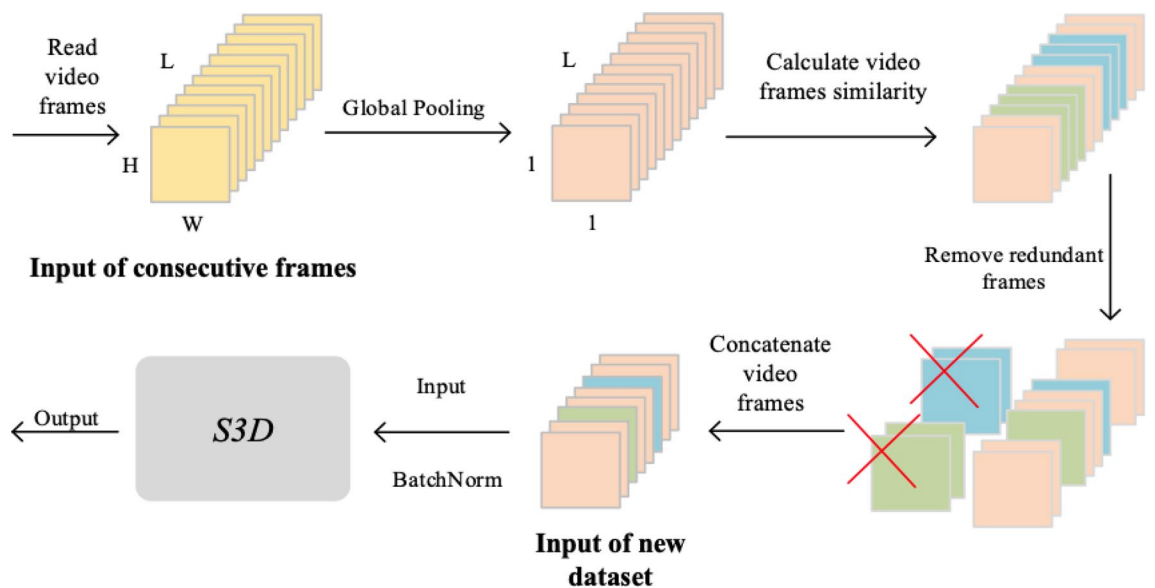 Read
video
frames
L
H
W
Input of consecutive frames
Global Pooling
L
1
1
Calculate video
frames similarity
Remove redundant
frames
Concatenate
video
frames
Input
BatchNorm
Input of new
dataset
S3D
Output